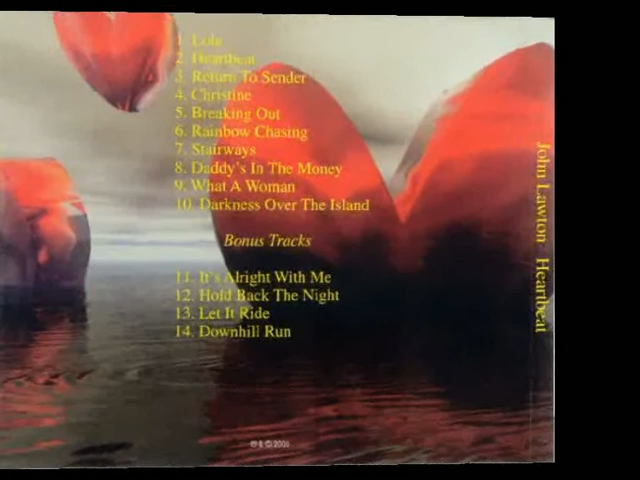 1. Lola
2. Heartbeat
3. Return To Sender
4. Christine
5. Breaking Out
6. Rainbow Chasing
7. Stairways
8. Daddy's In The Money
9. What A Woman
10. Darkness Over The Island
Bonus Tracks
11. It's Alright With Me
12. Hold Back The Night
13. Let It Ride
14. Downhill Run
John Lawton Heartbeat